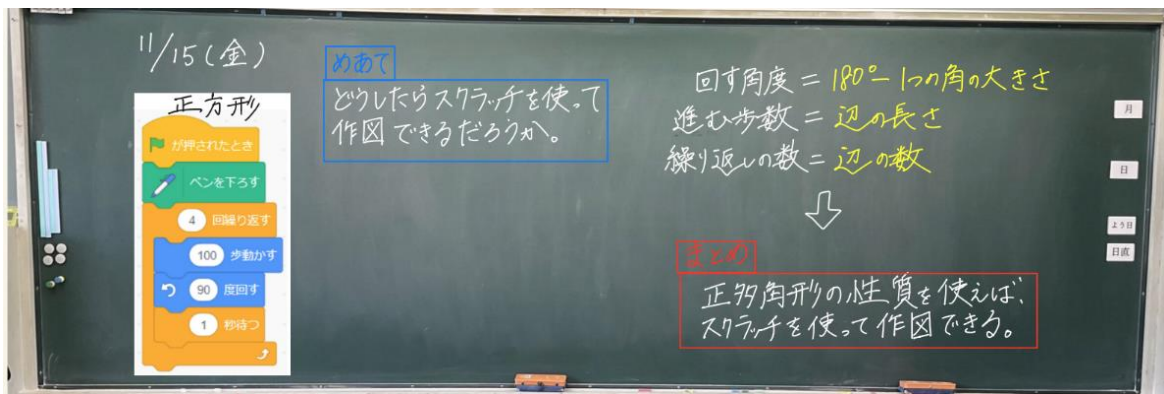 11/15(金)
正方形
が押されたとき
ペンを下ろす
4 回繰り返す
100 歩動かす
90 度回す
1 秒待つ
めあて
どうしたらスクラッチを使って
作図できるだろうか。
回す角度=180°-1つの角の大きさ
進む歩数=辺の長さ
繰り返しの数=辺の数
まとめ
正多角形の性質を使えば、
スクラッチを使って作図できる。
月
日
よう日
日直